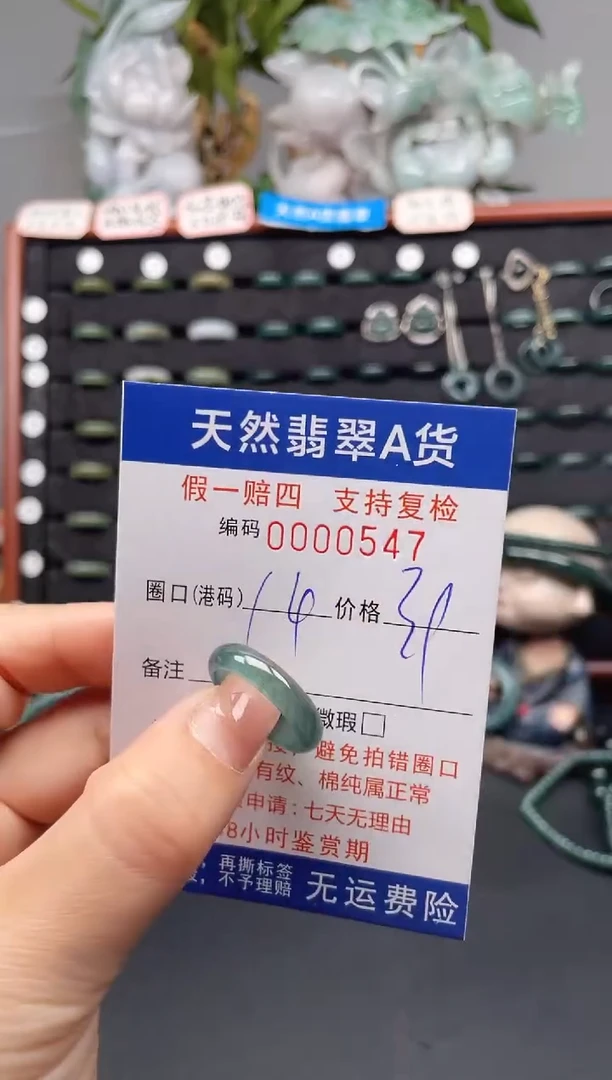 天然翡翠A货
假一赔四 支持复检
编码 0000547
圈口(港码) 14 价格
备注
微瑕□
避免拍错圈口
有纹、棉纯属正常
申请:七天无理由
8小时鉴赏期
再撕标签
不予理赔
无运费险